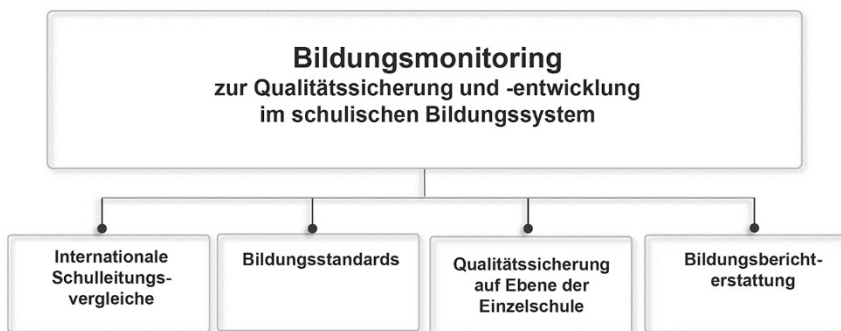 Bildungsmonitoring
zur Qualitätssicherung und -entwicklung
im schulischen Bildungssystem
Internationale
Schulleitungs-
vergleiche
Bildungsstandards
Qualitätssicherung
auf Ebene der
Einzelschule
Bildungsbericht-
erstattung